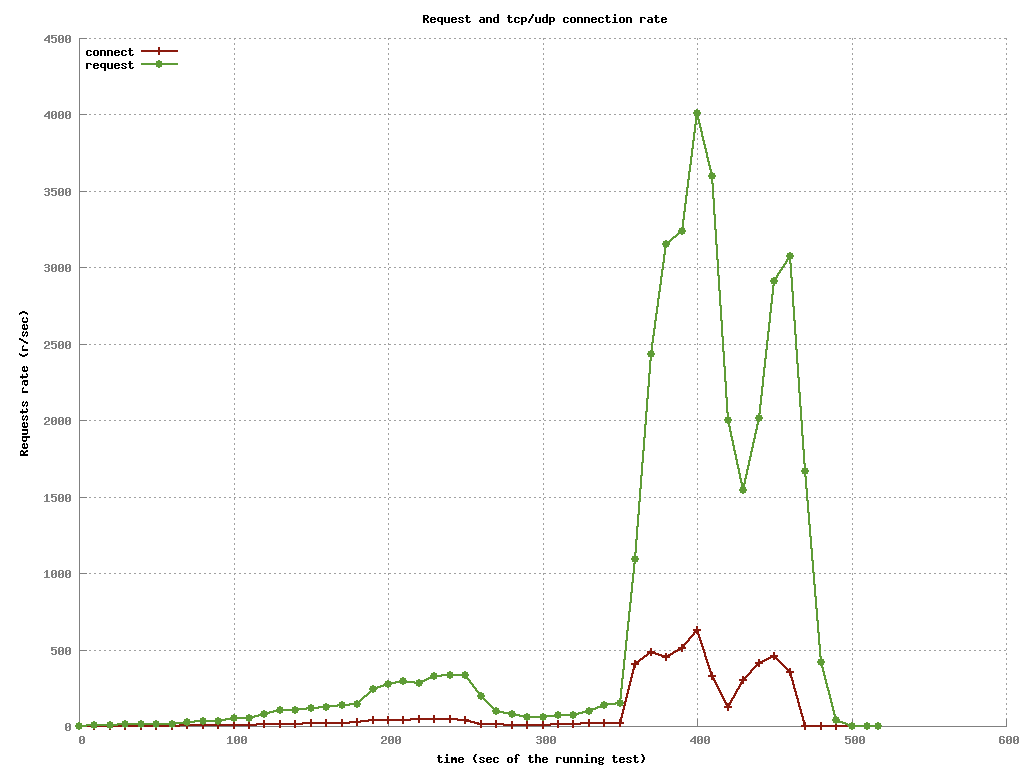 Request and tcp/udp connection rate
connect
request
4500
4000
3500
3000
2500
2000
1500
1000
500
0
Requests rate (r/sec)
0 100 200 300 400 500 600
time (sec of the running test)